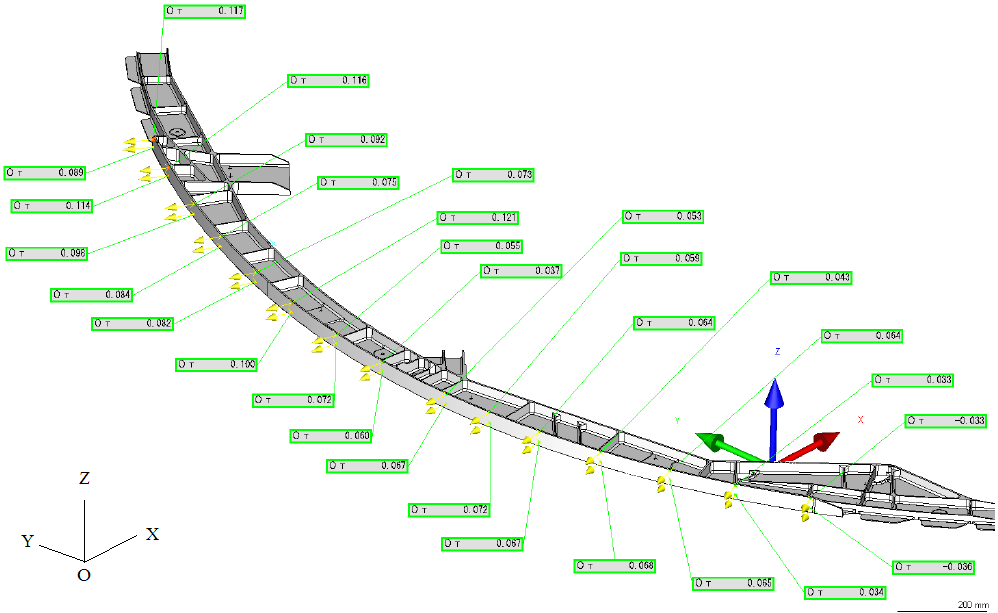 O T 0.117
O T 0.116
O T 0.092
O T 0.089
O T 0.075
O T 0.073
O T 0.114
O T 0.121
O T 0.053
O T 0.098
O T 0.055
O T 0.059
O T 0.037
O T 0.043
O T 0.084
O T 0.082
O T 0.064
O T 0.064
Z
O T 0.100
O T 0.033
O T 0.072
Y
X
O T -0.033
O T 0.060
O T 0.067
Z
O T 0.072
Y
X
O T 0.067
O T 0.068
O T -0.036
O
O T 0.065
O T 0.034
200 mm